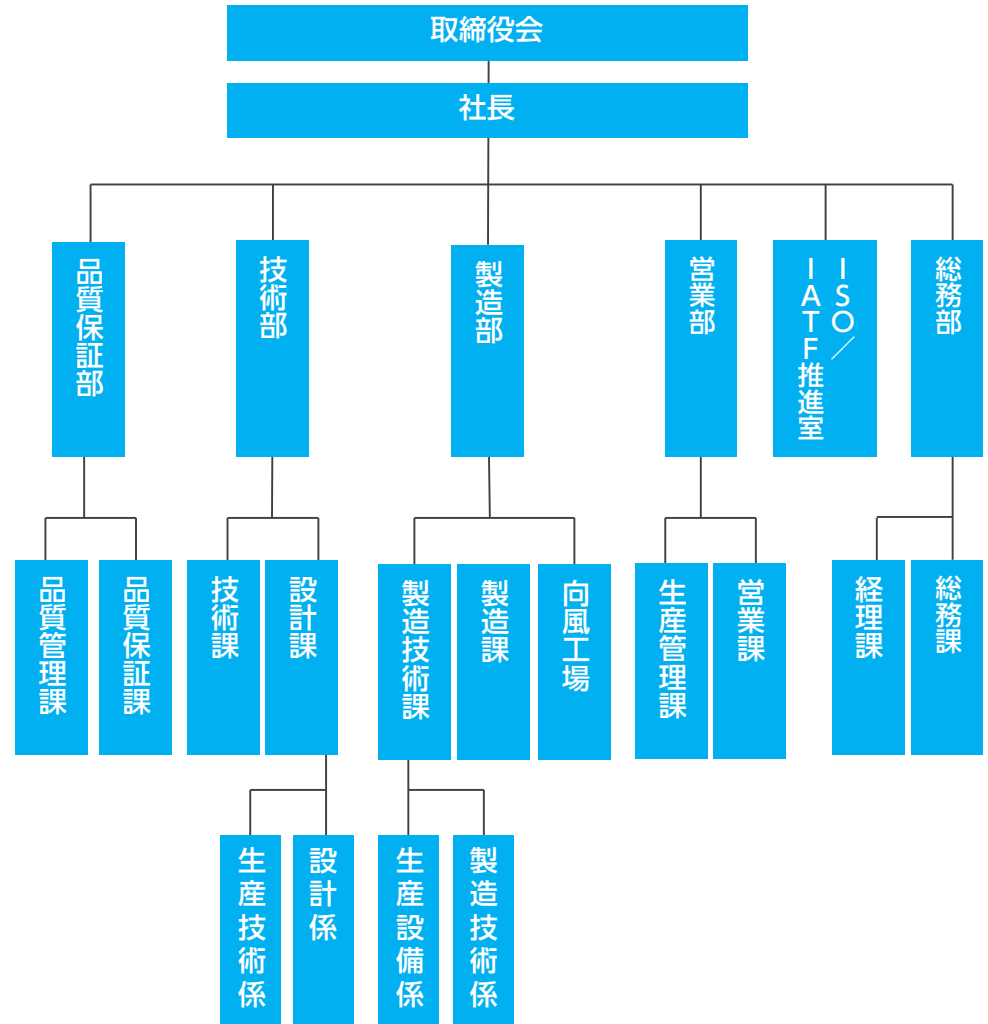 取締役会
社長
品質保証部
技術部
製造部
営業部
ISO／
IATF推進室
総務部
品質管理課
品質保証課
技術課
設計課
製造技術課
製造課
向風工場
生産管理課
営業課
経理課
総務課
生産技術係
設計係
生産設備係
製造技術係